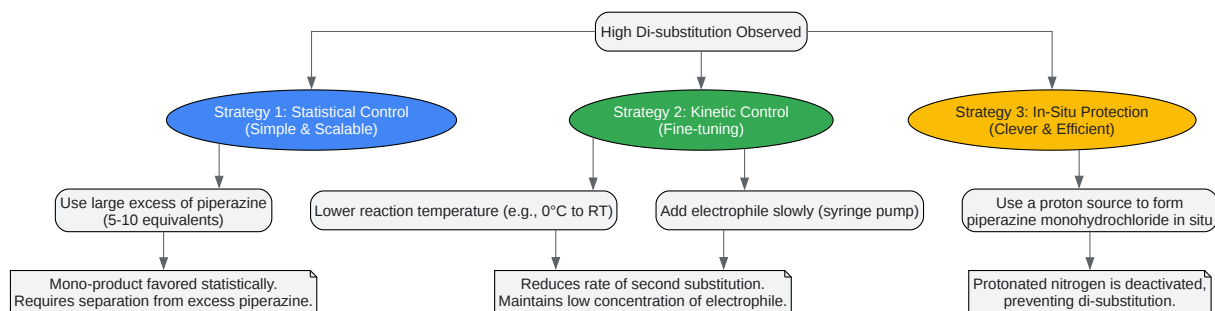 High Di-substitution Observed
Strategy 1: Statistical Control
(Simple & Scalable)
Strategy 2: Kinetic Control
(Fine-tuning)
Strategy 3: In-Situ Protection
(Clever & Efficient)
Use large excess of piperazine
(5-10 equivalents)
Lower reaction temperature (e.g., 0°C to RT)
Add electrophile slowly (syringe pump)
Use a proton source to form
piperazine monohydrochloride in situ
Mono-product favored statistically.
Requires separation from excess piperazine.
Reduces rate of second substitution.
Maintains low concentration of electrophile.
Protonated nitrogen is deactivated,
preventing di-substitution.